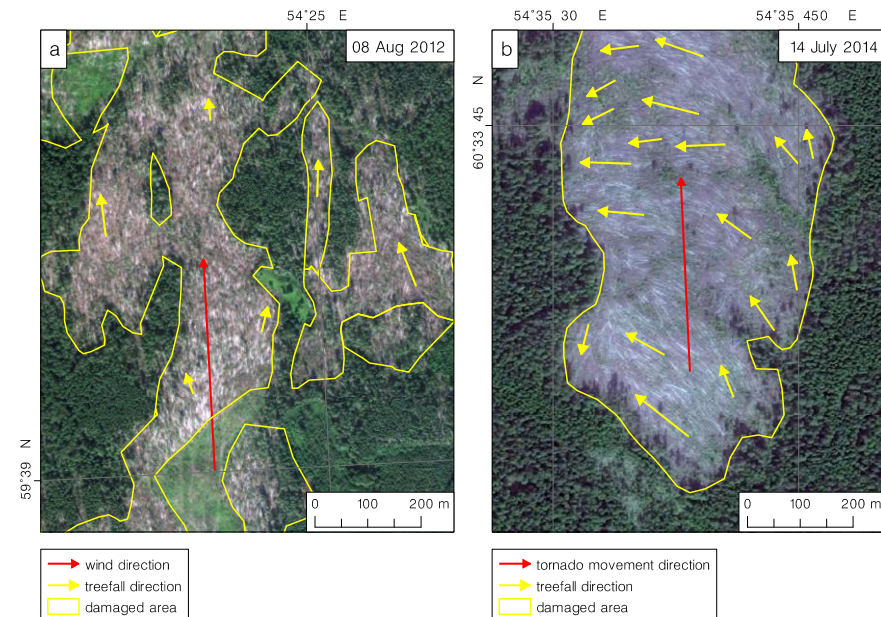 54°25 E
54°35 30 E
54°35 450 E
a
08 Aug 2012
b
14 July 2014
60°33 45 N
59°39 N
0 100 200 m
0 100 200 m
wind direction
treefall direction
damaged area
tornado movement direction
treefall direction
damaged area